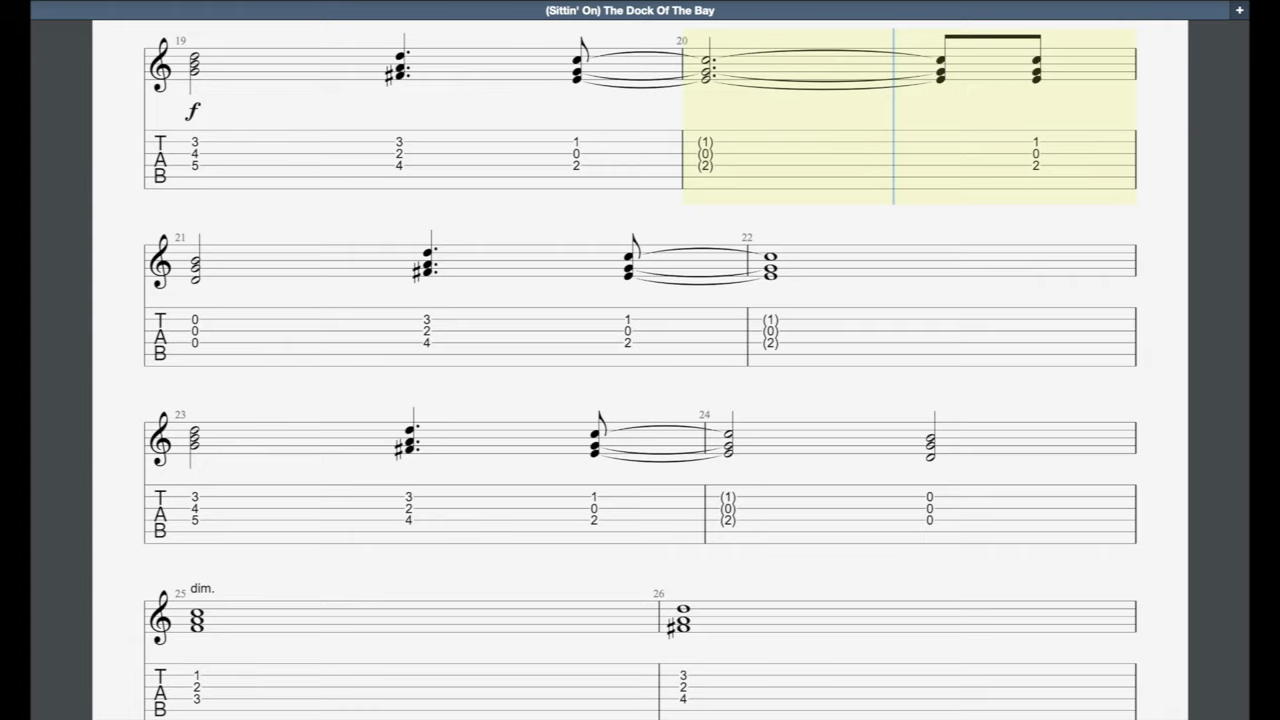 (Sittin' On) The Dock Of The Bay +
19 20
f
T 3 3 1 (1) 1
A 4 2 0 (0) 0
B 5 4 2 (2) 2
21 22
T 0 3 1 (1)
A 0 2 0 (0)
B 0 4 2 (2)
23 24
T 3 3 1 (1) 0
A 4 2 0 (0) 0
B 5 4 2 (2) 0
25 dim. 26
T 1 3
A 2 2
B 3 4